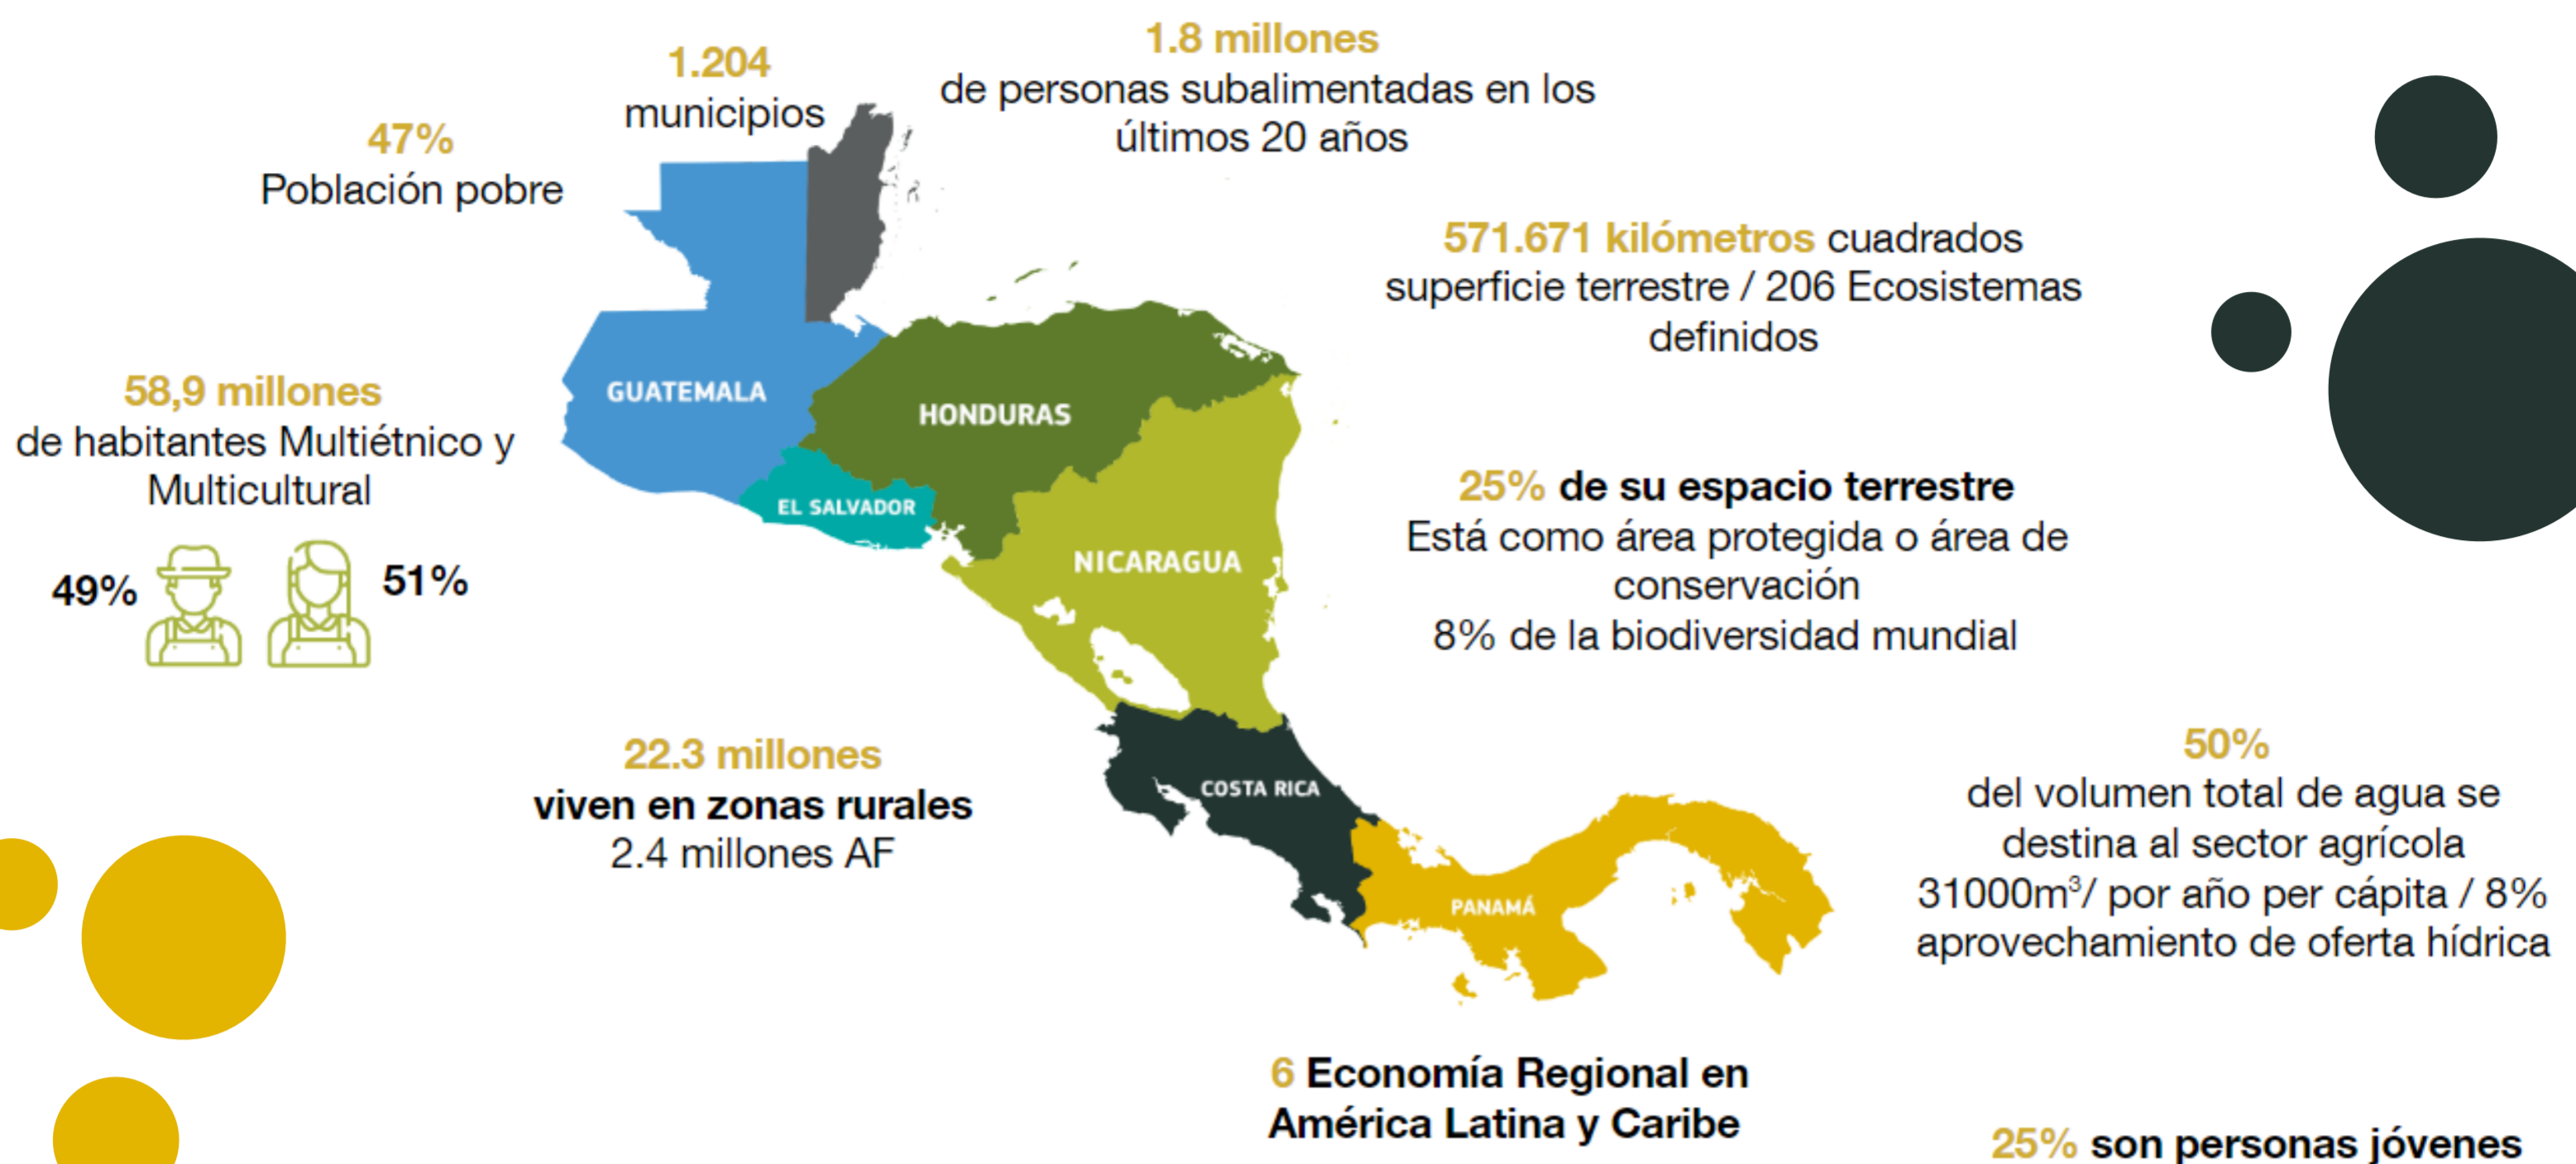 1.8 millones
de personas subalimentadas en los
últimos 20 años
1.204
municipios
47%
Población pobre
571.671 kilómetros cuadrados
superficie terrestre / 206 Ecosistemas
definidos
58,9 millones
de habitantes Multiétnico y
Multicultural
49%
51%
GUATEMALA
HONDURAS
EL SALVADOR
NICARAGUA
COSTA RICA
PANAMÁ
25% de su espacio terrestre
Está como área protegida o área de
conservación
8% de la biodiversidad mundial
22.3 millones
viven en zonas rurales
2.4 millones AF
50%
del volumen total de agua se
destina al sector agrícola
31000m³/ por año per cápita / 8%
aprovechamiento de oferta hídrica
6 Economía Regional en
América Latina y Caribe
25% son personas jóvenes